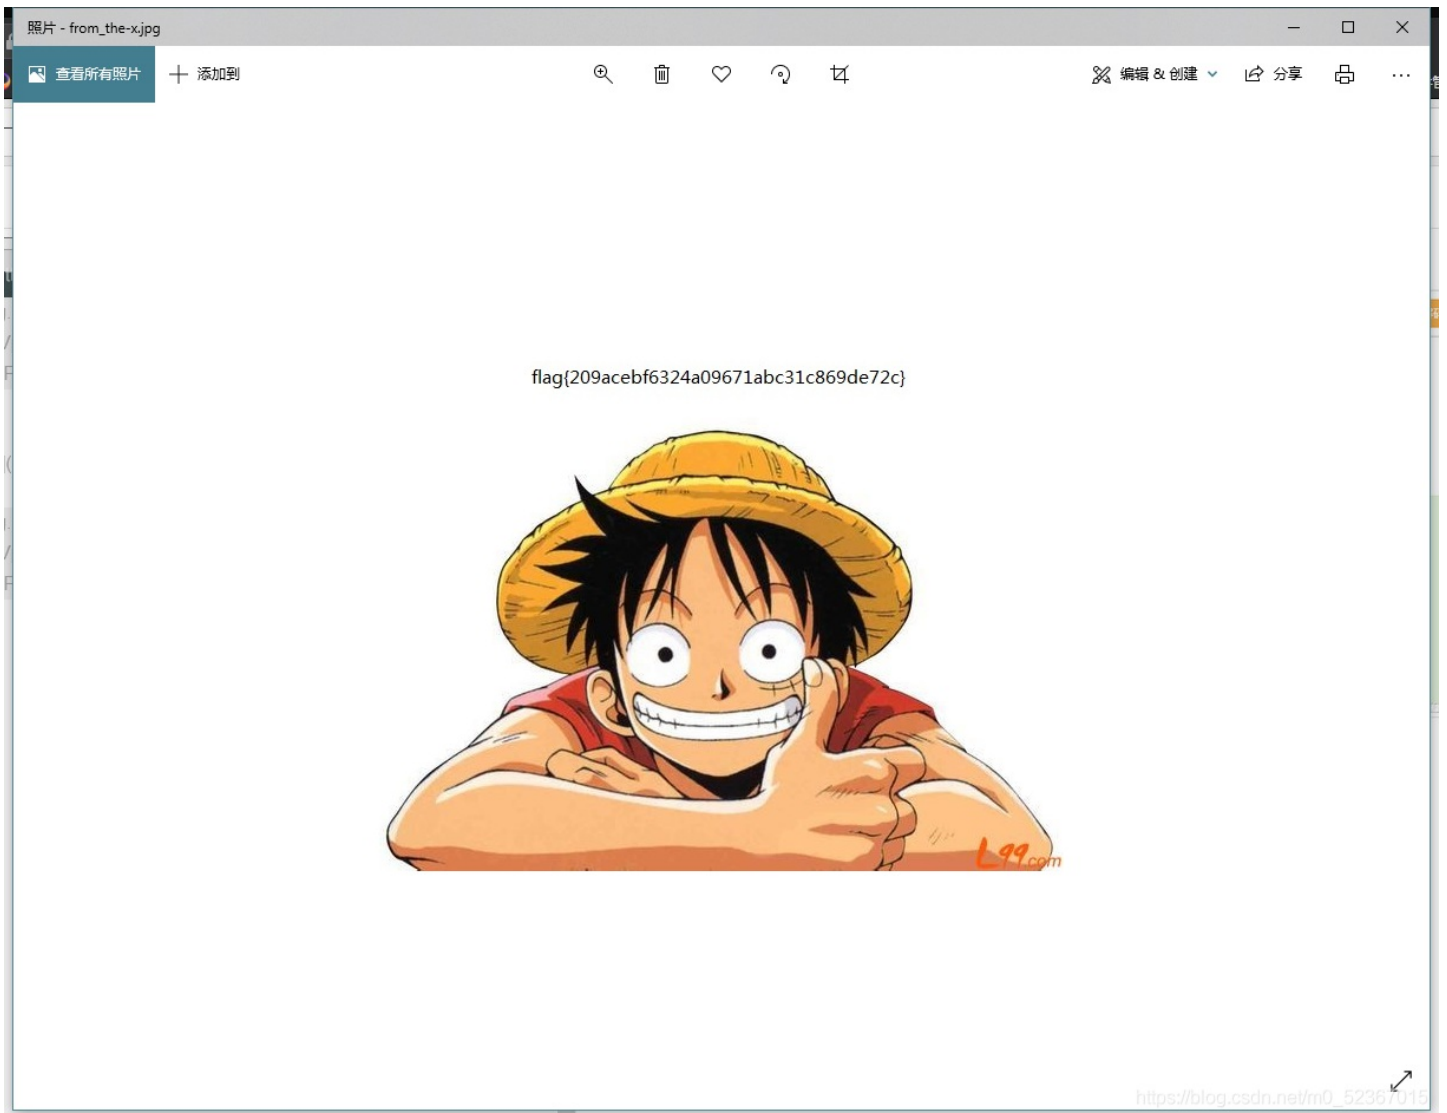 照片 - from_the-x.jpg
查看所有照片 添加到 编辑 & 创建 分享
flag{209acebf6324a09671abc31c869de72c}
L99.com
https://blog.csdn.net/m0_52367015